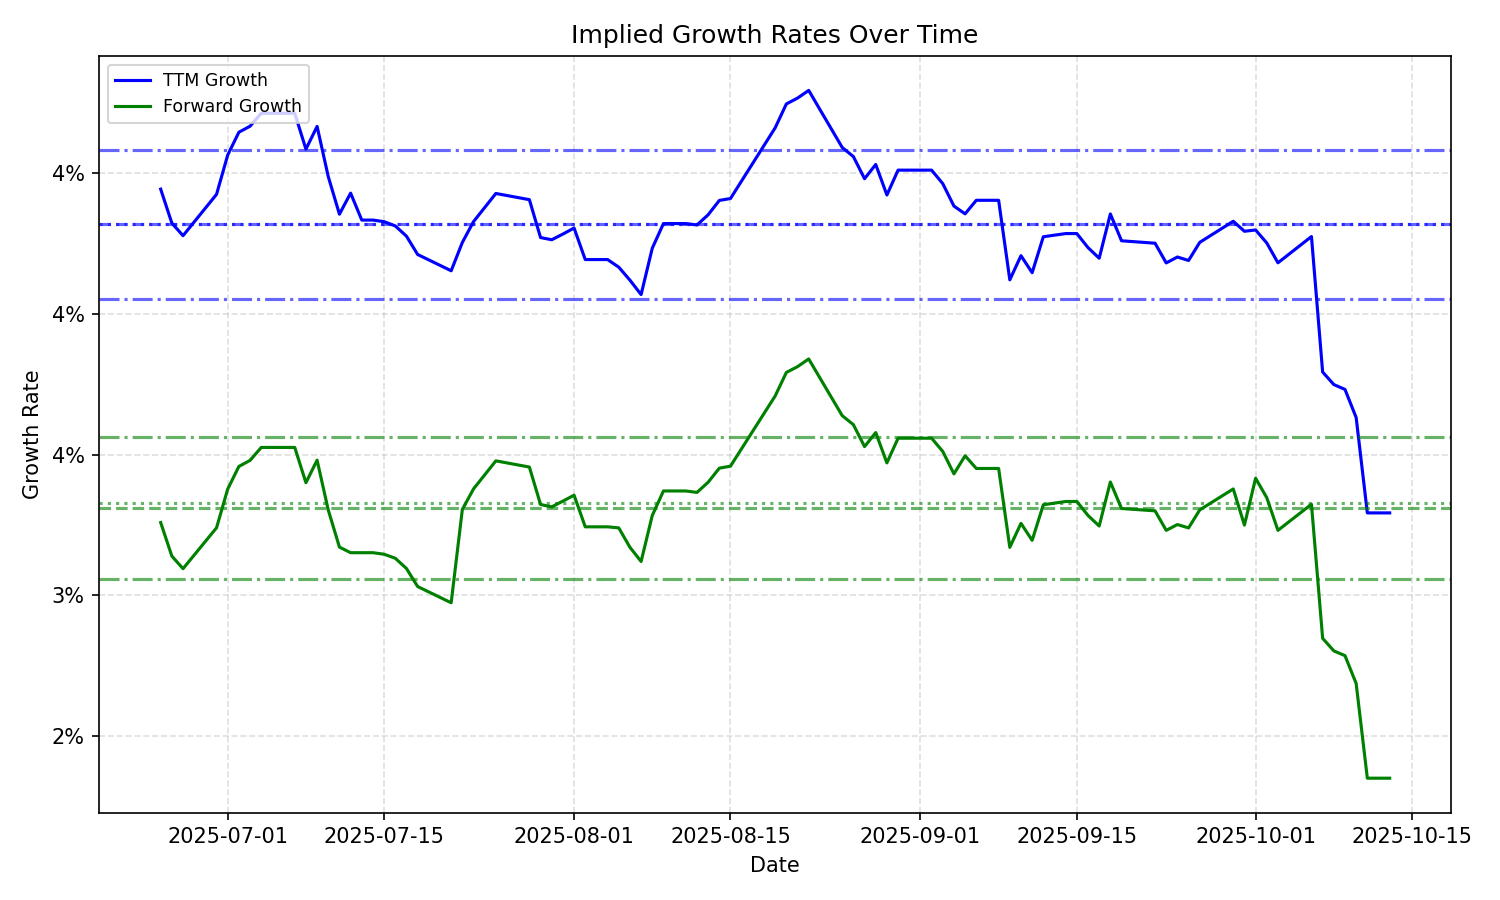 Implied Growth Rates Over Time
TTM Growth
Forward Growth
4%
4%
4%
3%
2%
Growth Rate
2025-07-01
2025-07-15
2025-08-01
2025-08-15
2025-09-01
2025-09-15
2025-10-01
2025-10-15
Date